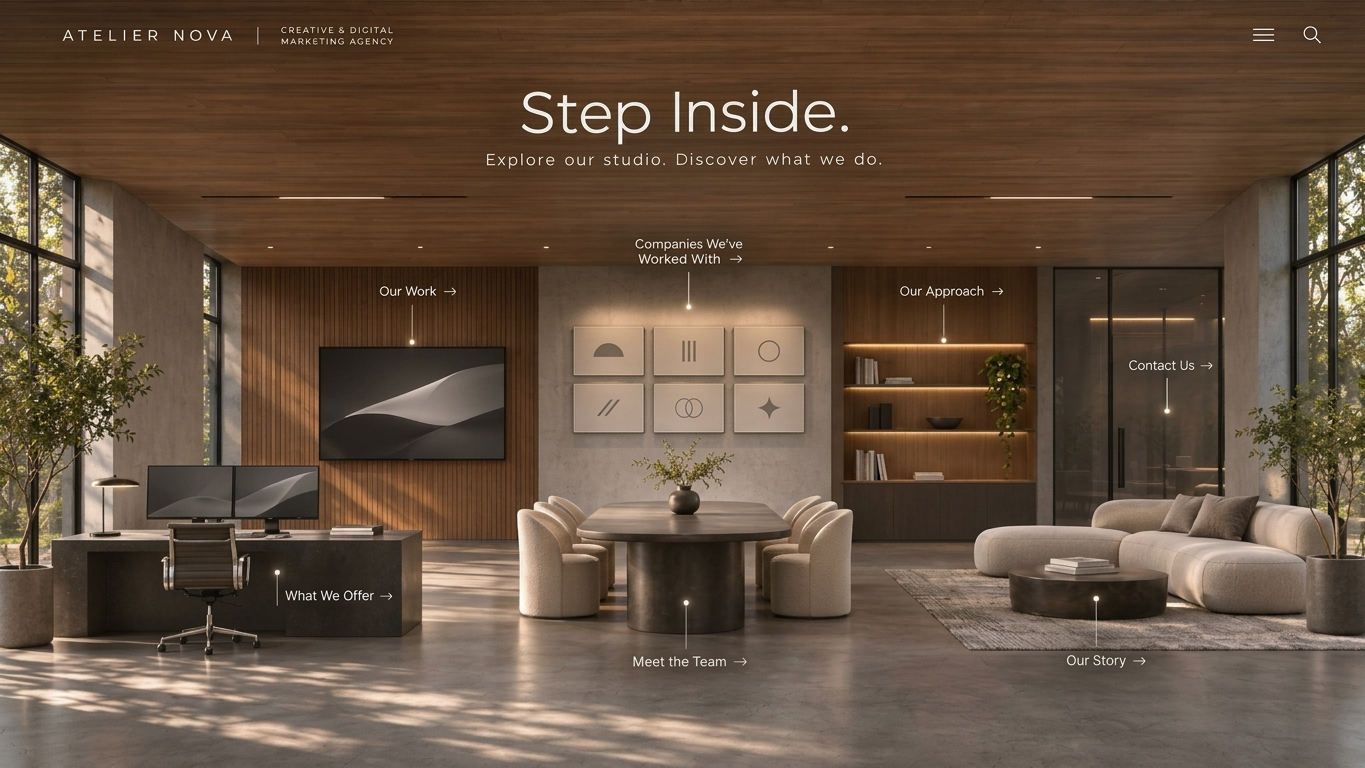 ATELIER NOVA
CREATIVE & DIGITAL
MARKETING AGENCY
Step Inside.
Explore our studio. Discover what we do.
Companies We've
Worked With →
Our Work →
Our Approach →
Contact Us →
What We Offer →
Meet the Team →
Our Story →